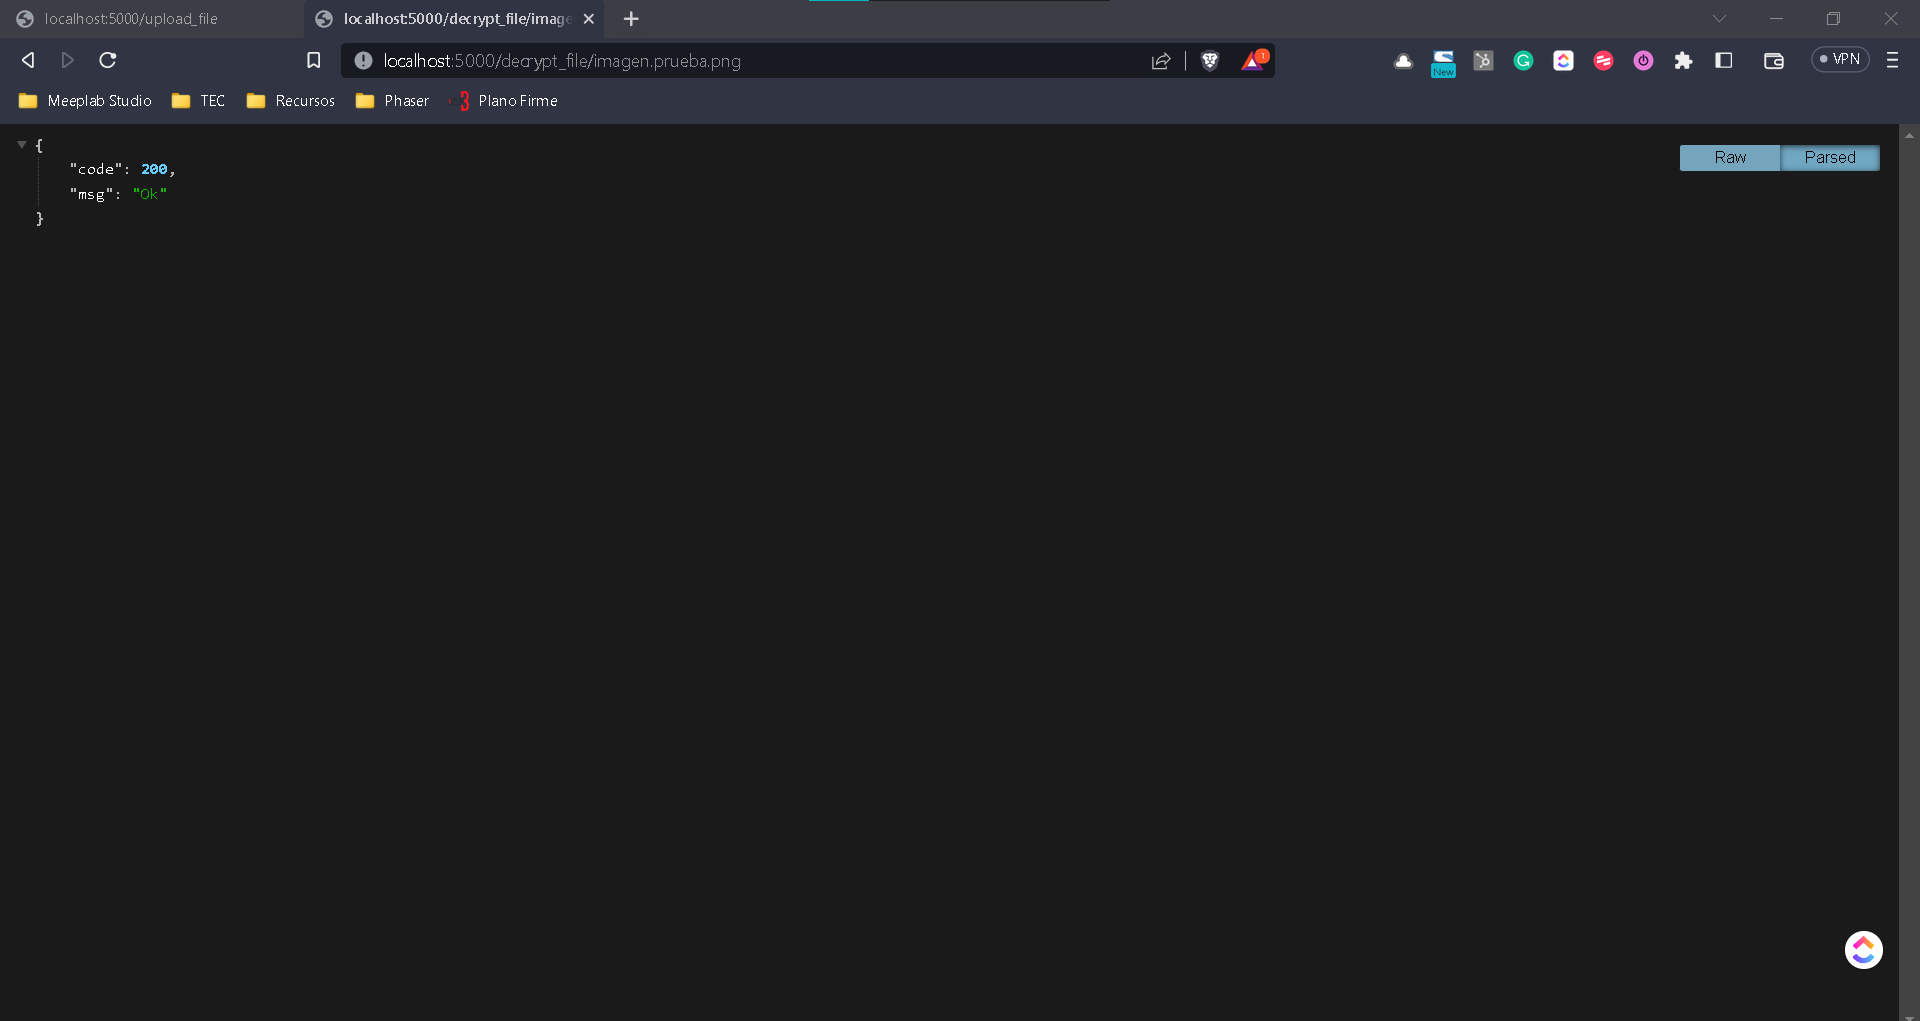 localhost:5000/upload_file
localhost:5000/decrypt_file/image
localhost:5000/decrypt_file/imagen.prueba.png
1
New
VPN
Meeplab Studio
TEC
Recursos
Phaser
Plano Firme
{
"code": 200,
"msg": "Ok"
}
Raw
Parsed